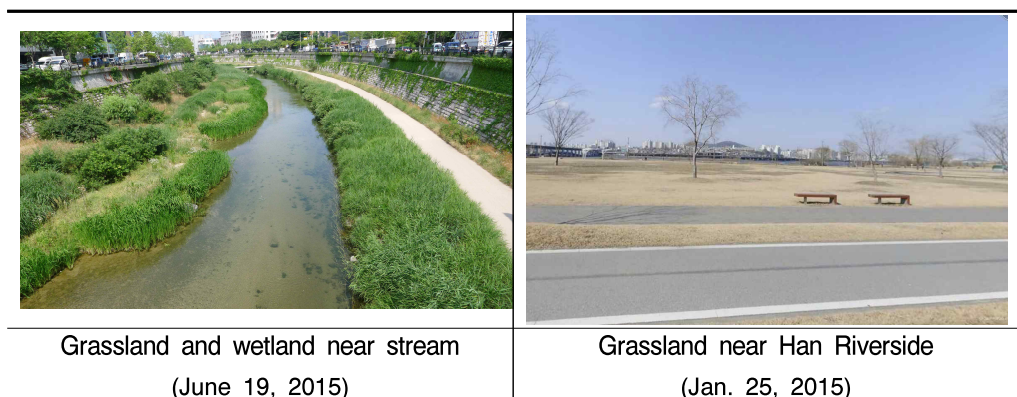 Grassland and wetland near stream
(June 19, 2015)
Grassland near Han Riverside
(Jan. 25, 2015)